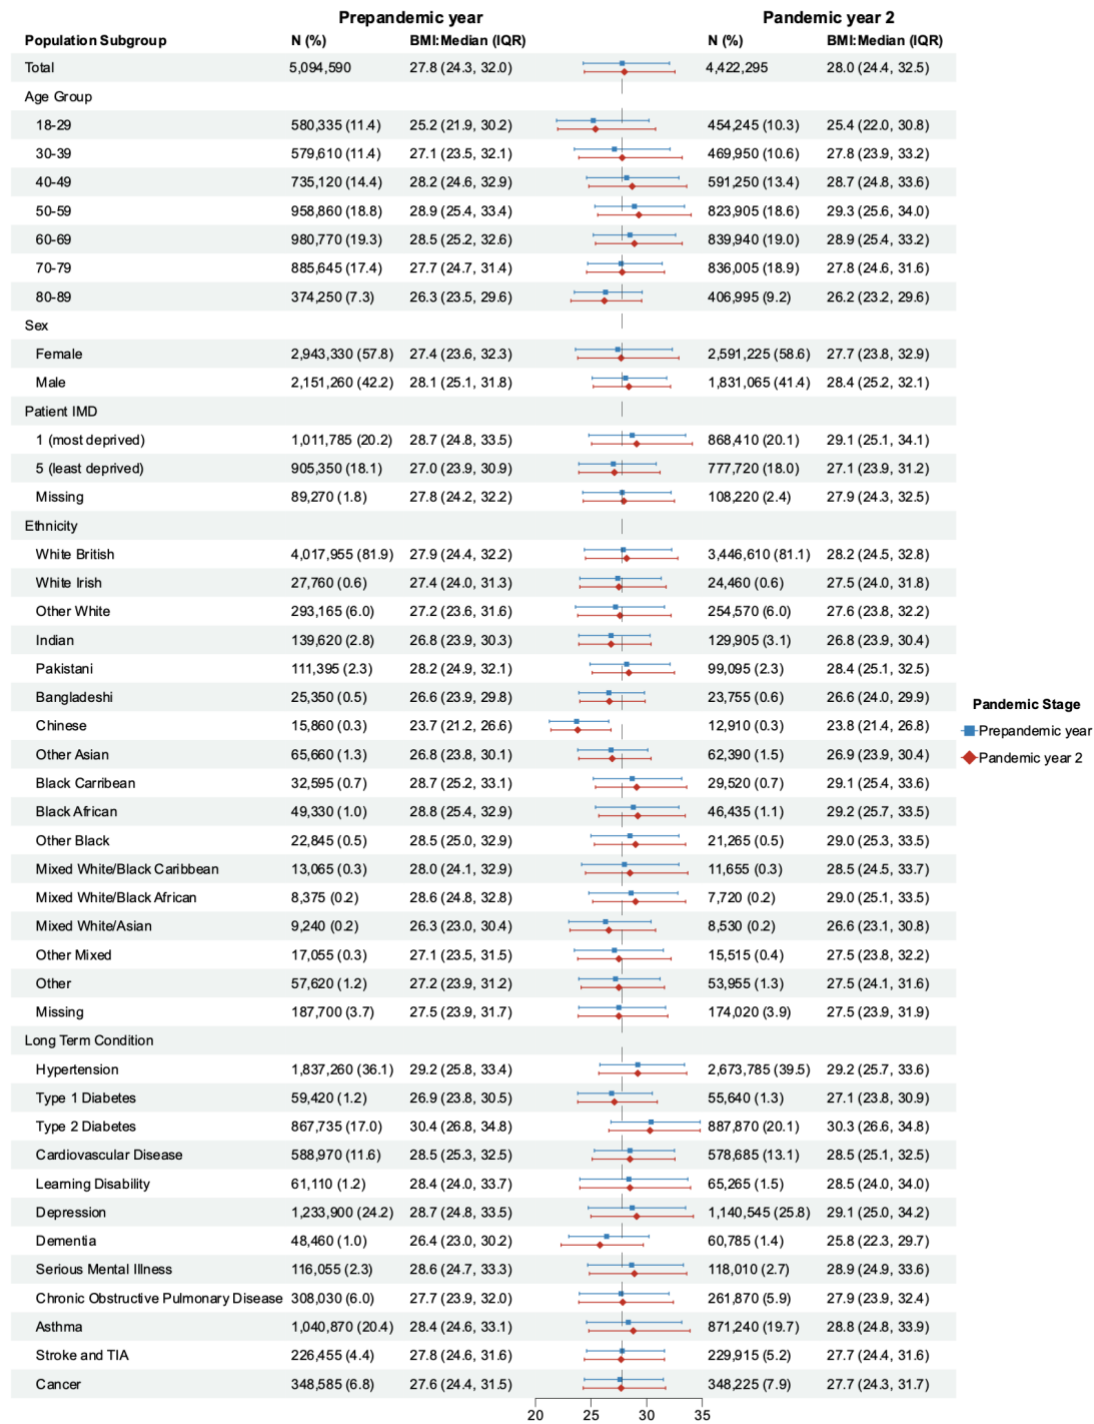 Prepandemic year Pandemic year 2
Population Subgroup N (%) BMI:Median (IQR) N (%) BMI:Median (IQR)
Total 5,094,590 27.8 (24.3, 32.0) 4,422,295 28.0 (24.4, 32.5)
Age Group
18-29 580,335 (11.4) 25.2 (21.9, 30.2) 454,245 (10.3) 25.4 (22.0, 30.8)
30-39 579,610 (11.4) 27.1 (23.5, 32.1) 469,950 (10.6) 27.8 (23.9, 33.2)
40-49 735,120 (14.4) 28.2 (24.6, 32.9) 591,250 (13.4) 28.7 (24.8, 33.6)
50-59 958,860 (18.8) 28.9 (25.4, 33.4) 823,905 (18.6) 29.3 (25.6, 34.0)
60-69 980,770 (19.3) 28.5 (25.2, 32.6) 839,940 (19.0) 28.9 (25.4, 33.2)
70-79 885,645 (17.4) 27.7 (24.7, 31.4) 836,005 (18.9) 27.8 (24.6, 31.6)
80-89 374,250 (7.3) 26.3 (23.5, 29.6) 406,995 (9.2) 26.2 (23.2, 29.6)
Sex
Female 2,943,330 (57.8) 27.4 (23.6, 32.3) 2,591,225 (58.6) 27.7 (23.8, 32.9)
Male 2,151,260 (42.2) 28.1 (25.1, 31.8) 1,831,065 (41.4) 28.4 (25.2, 32.1)
Patient IMD
1 (most deprived) 1,011,785 (20.2) 28.7 (24.8, 33.5) 868,410 (20.1) 29.1 (25.1, 34.1)
5 (least deprived) 905,350 (18.1) 27.0 (23.9, 30.9) 777,720 (18.0) 27.1 (23.9, 31.2)
Missing 89,270 (1.8) 27.8 (24.2, 32.2) 108,220 (2.4) 27.9 (24.3, 32.5)
Ethnicity
White British 4,017,955 (81.9) 27.9 (24.4, 32.2) 3,446,610 (81.1) 28.2 (24.5, 32.8)
White Irish 27,760 (0.6) 27.4 (24.0, 31.3) 24,460 (0.6) 27.5 (24.0, 31.8)
Other White 293,165 (6.0) 27.2 (23.6, 31.6) 254,570 (6.0) 27.6 (23.8, 32.2)
Indian 139,620 (2.8) 26.8 (23.9, 30.3) 129,905 (3.1) 26.8 (23.9, 30.4)
Pakistani 111,395 (2.3) 28.2 (24.9, 32.1) 99,095 (2.3) 28.4 (25.1, 32.5)
Bangladeshi 25,350 (0.5) 26.6 (23.9, 29.8) 23,755 (0.6) 26.6 (24.0, 29.9)
Chinese 15,860 (0.3) 23.7 (21.2, 26.6) 12,910 (0.3) 23.8 (21.4, 26.8)
Other Asian 65,660 (1.3) 26.8 (23.8, 30.1) 62,390 (1.5) 26.9 (23.9, 30.4)
Black Carribean 32,595 (0.7) 28.7 (25.2, 33.1) 29,520 (0.7) 29.1 (25.4, 33.6)
Black African 49,330 (1.0) 28.8 (25.4, 32.9) 46,435 (1.1) 29.2 (25.7, 33.5)
Other Black 22,845 (0.5) 28.5 (25.0, 32.9) 21,265 (0.5) 29.0 (25.3, 33.5)
Mixed White/Black Caribbean 13,065 (0.3) 28.0 (24.1, 32.9) 11,655 (0.3) 28.5 (24.5, 33.7)
Mixed White/Black African 8,375 (0.2) 28.6 (24.8, 32.8) 7,720 (0.2) 29.0 (25.1, 33.5)
Mixed White/Asian 9,240 (0.2) 26.3 (23.0, 30.4) 8,530 (0.2) 26.6 (23.1, 30.8)
Other Mixed 17,055 (0.3) 27.1 (23.5, 31.5) 15,515 (0.4) 27.5 (23.8, 32.2)
Other 57,620 (1.2) 27.2 (23.9, 31.2) 53,955 (1.3) 27.5 (24.1, 31.6)
Missing 187,700 (3.7) 27.5 (23.9, 31.7) 174,020 (3.9) 27.5 (23.9, 31.9)
Long Term Condition
Hypertension 1,837,260 (36.1) 29.2 (25.8, 33.4) 2,673,785 (39.5) 29.2 (25.7, 33.6)
Type 1 Diabetes 59,420 (1.2) 26.9 (23.8, 30.5) 55,640 (1.3) 27.1 (23.8, 30.9)
Type 2 Diabetes 867,735 (17.0) 30.4 (26.8, 34.8) 887,870 (20.1) 30.3 (26.6, 34.8)
Cardiovascular Disease 588,970 (11.6) 28.5 (25.3, 32.5) 578,685 (13.1) 28.5 (25.1, 32.5)
Learning Disability 61,110 (1.2) 28.4 (24.0, 33.7) 65,265 (1.5) 28.5 (24.0, 34.0)
Depression 1,233,900 (24.2) 28.7 (24.8, 33.5) 1,140,545 (25.8) 29.1 (25.0, 34.2)
Dementia 48,460 (1.0) 26.4 (23.0, 30.2) 60,785 (1.4) 25.8 (22.3, 29.7)
Serious Mental Illness 116,055 (2.3) 28.6 (24.7, 33.3) 118,010 (2.7) 28.9 (24.9, 33.6)
Chronic Obstructive Pulmonary Disease 308,030 (6.0) 27.7 (23.9, 32.0) 261,870 (5.9) 27.9 (23.9, 32.4)
Asthma 1,040,870 (20.4) 28.4 (24.6, 33.1) 871,240 (19.7) 28.8 (24.8, 33.9)
Stroke and TIA 226,455 (4.4) 27.8 (24.6, 31.6) 229,915 (5.2) 27.7 (24.4, 31.6)
Cancer 348,585 (6.8) 27.6 (24.4, 31.5) 348,225 (7.9) 27.7 (24.3, 31.7)
20 25 30 35
Pandemic Stage
Prepandemic year
Pandemic year 2